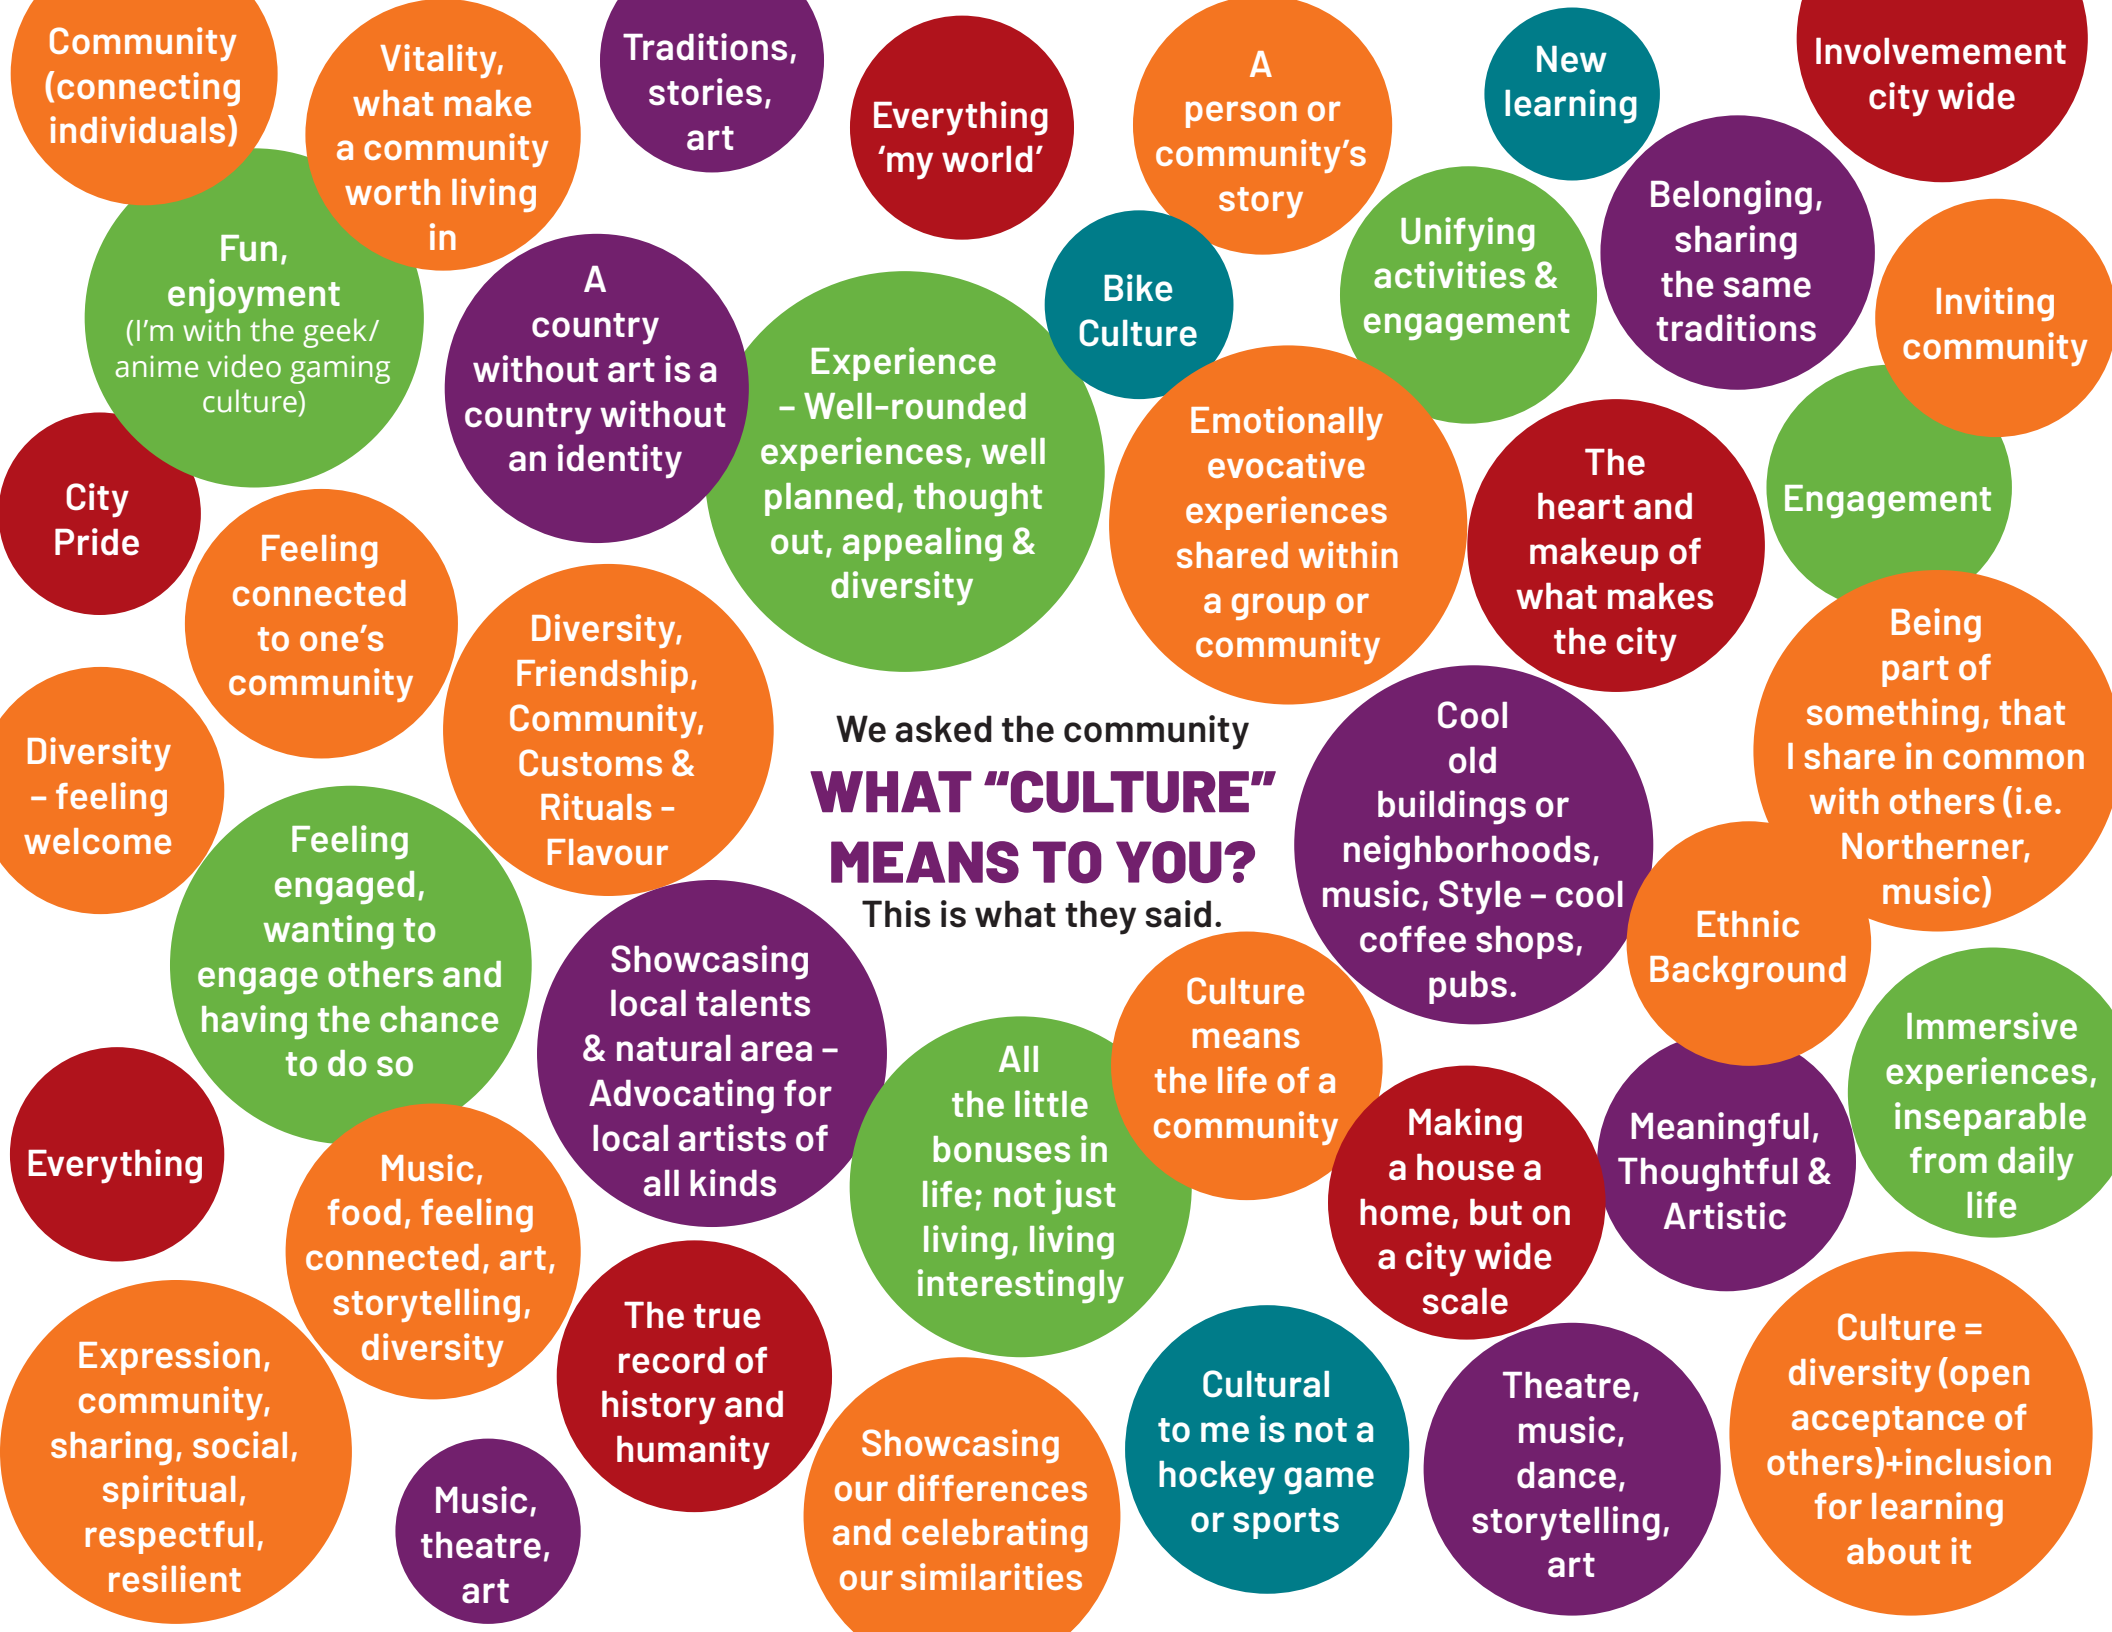 Community
(connecting
individuals)
Vitality,
what make
a community
worth living
in
Traditions,
stories,
art
Everything
‘my world’
A
person or
community’s
story
New
learning
Involvemement
city wide
Fun,
enjoyment
(I’m with the geek/
anime video gaming
culture)
A
country
without art is a
country without
an identity
Experience
– Well-rounded
experiences, well
planned, thought
out, appealing &
diversity
Bike
Culture
Unifying
activities &
engagement
Belonging,
sharing
the same
traditions
Inviting
community
City
Pride
Feeling
connected
to one’s
community
Diversity,
Friendship,
Community,
Customs &
Rituals –
Flavour
Emotionally
evocative
experiences
shared within
a group or
community
The
heart and
makeup of
what makes
the city
Engagement
Being
part of
something, that
I share in common
with others (i.e.
Northerner,
music)
Diversity
– feeling
welcome
Feeling
engaged,
wanting to
engage others and
having the chance
to do so
We asked the community
WHAT “CULTURE”
MEANS TO YOU?
This is what they said.
Cool
old
buildings or
neighborhoods,
music, Style – cool
coffee shops,
pubs.
Ethnic
Background
Showcasing
local talents
& natural area –
Advocating for
local artists of
all kinds
All
the little
bonuses in
life; not just
living, living
interestingly
Culture
means
the life of a
community
Making
a house a
home, but on
a city wide
scale
Meaningful,
Thoughtful &
Artistic
Immersive
experiences,
inseparable
from daily
life
Everything
Music,
food, feeling
connected, art,
storytelling,
diversity
Expression,
community,
sharing, social,
spiritual,
respectful,
resilient
Music,
theatre,
art
The true
record of
history and
humanity
Showcasing
our differences
and celebrating
our similarities
Cultural
to me is not a
hockey game
or sports
Theatre,
music,
dance,
storytelling,
art
Culture =
diversity (open
acceptance of
others)+inclusion
for learning
about it